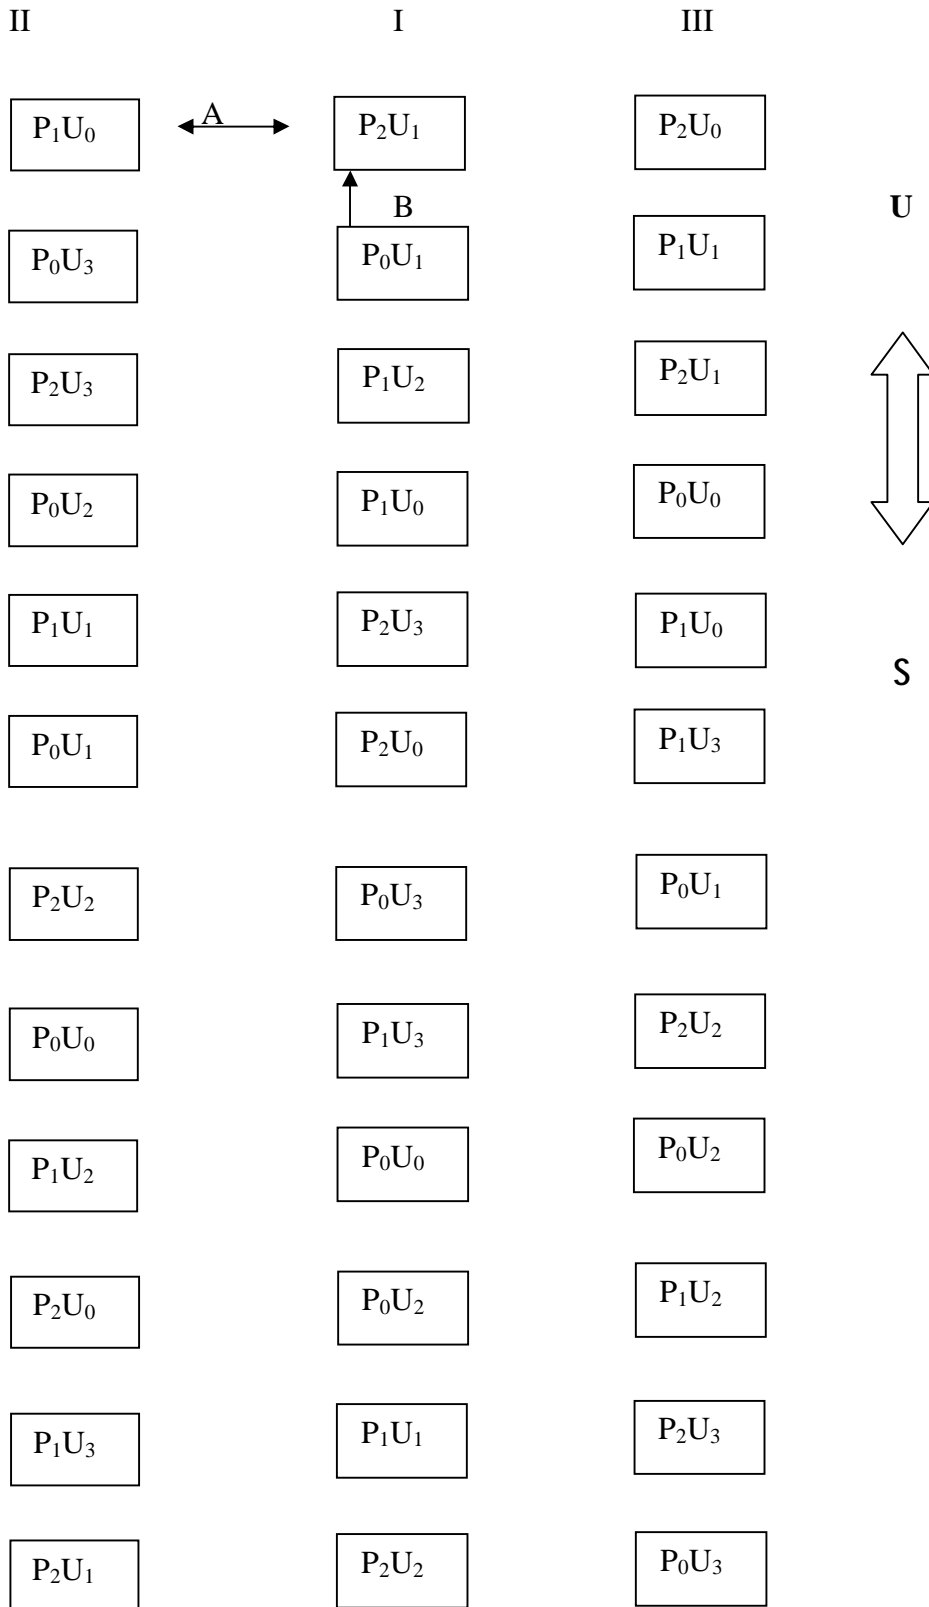 II I III
P₁U₀ A P₂U₁ P₂U₀
B U
P₀U₃ P₀U₁ P₁U₁
P₂U₃ P₁U₂ P₂U₁
P₀U₂ P₁U₀ P₀U₀
P₁U₁ P₂U₃ P₁U₀
S
P₀U₁ P₂U₀ P₁U₃
P₂U₂ P₀U₃ P₀U₁
P₀U₀ P₁U₃ P₂U₂
P₁U₂ P₀U₀ P₀U₂
P₂U₀ P₀U₂ P₁U₂
P₁U₃ P₁U₁ P₂U₃
P₂U₁ P₂U₂ P₀U₃